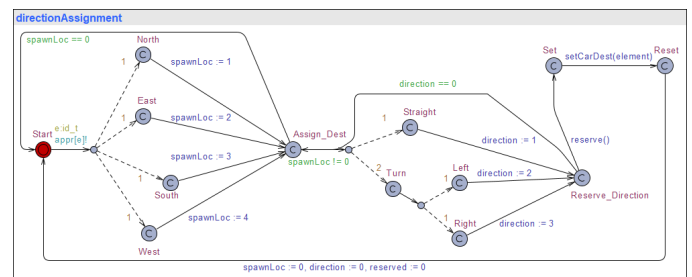 directionAssignment
spawnLoc == 0
North
1
spawnLoc := 1
East
1
spawnLoc := 2
e:id_t
appr[e]!
Start
spawnLoc := 3
1
South
1
spawnLoc := 4
West
Assign_Dest
spawnLoc != 0
direction == 0
1
Straight
direction := 1
2
Turn
1
Left
direction := 2
1
Right
direction := 3
Reserve_Direction
reserve()
Set
setCarDest(element)
Reset
spawnLoc := 0, direction := 0, reserved := 0